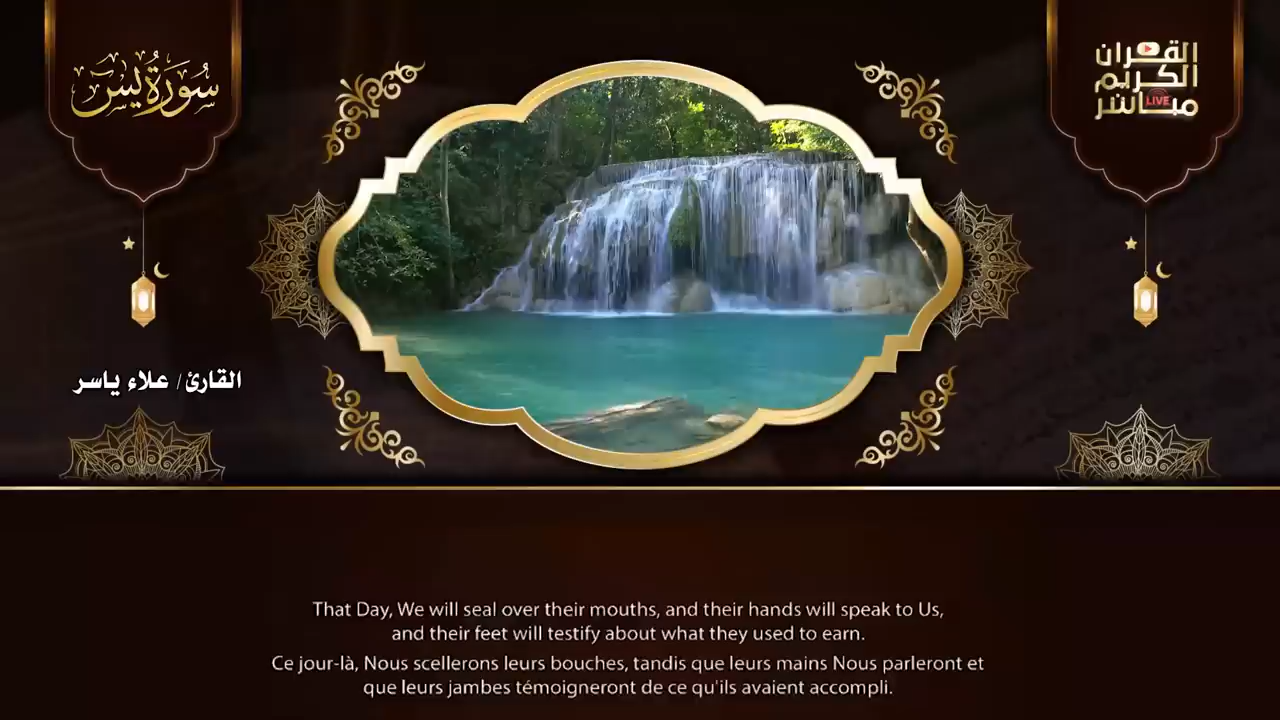 سُورَةُ يس
القرآن
الكريم
مباشر
LIVE
القارئ/ علاء ياسر
That Day, We will seal over their mouths, and their hands will speak to Us,
and their feet will testify about what they used to earn.
Ce jour-là, Nous scellerons leurs bouches, tandis que leurs mains Nous parleront et
que leurs jambes témoigneront de ce qu'ils avaient accompli.